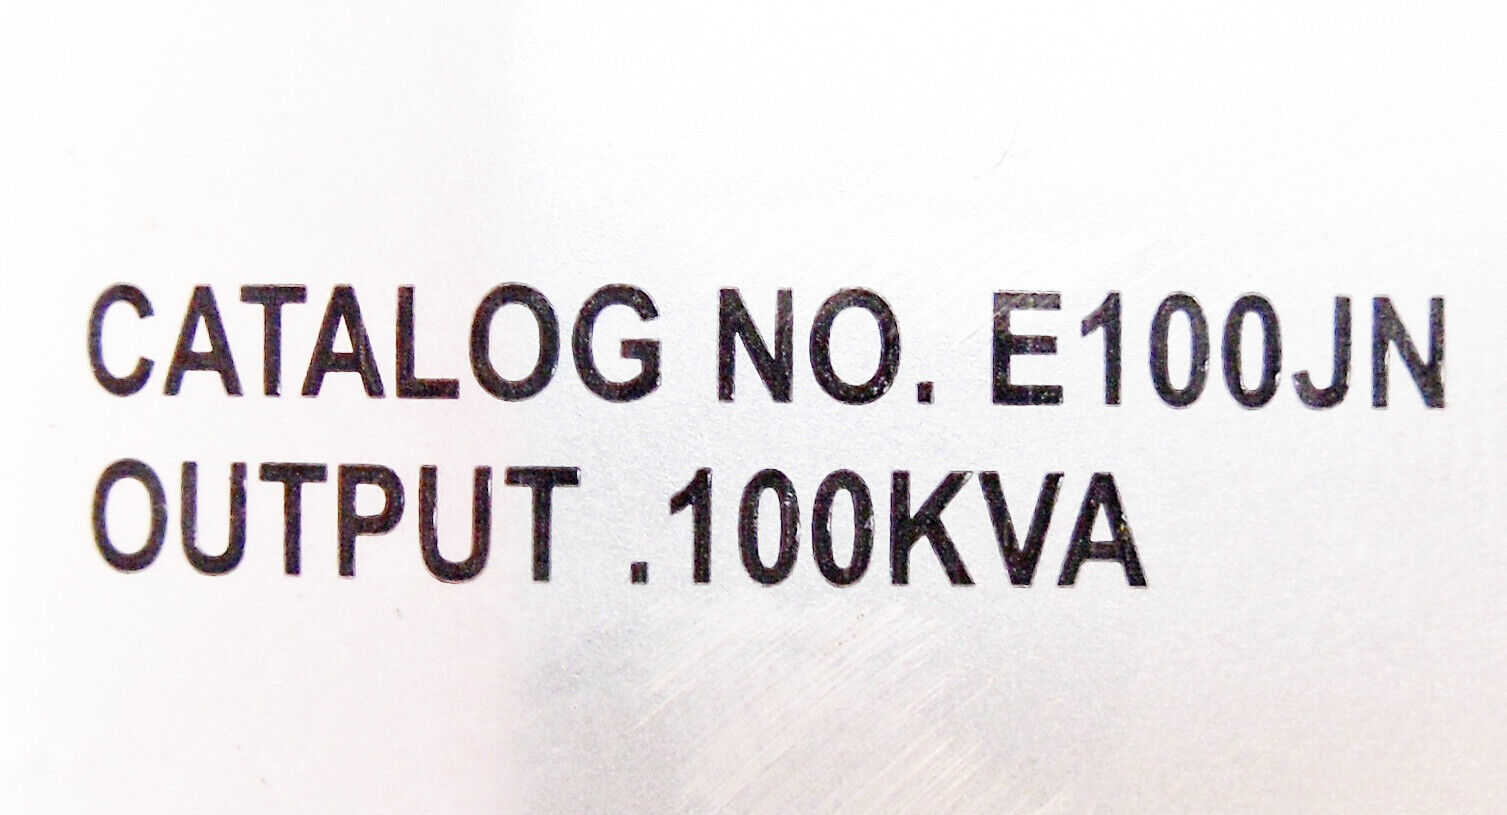 CATALOG NO. E100JN
OUTPUT .100KVA